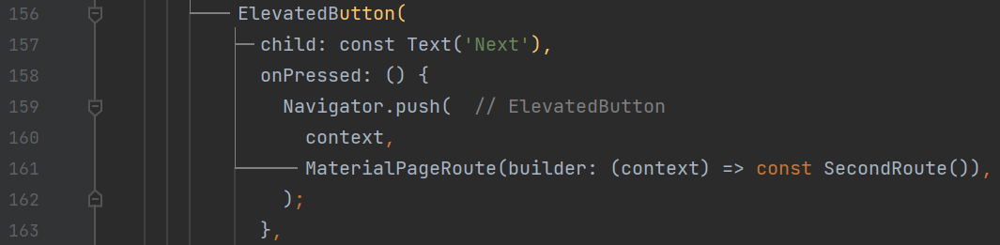 156 ElevatedButton(
157 child: const Text('Next'),
158 onPressed: () {
159 Navigator.push(  // ElevatedButton
160 context,
161 MaterialPageRoute(builder: (context) => const SecondRoute()),
162 );
163 },